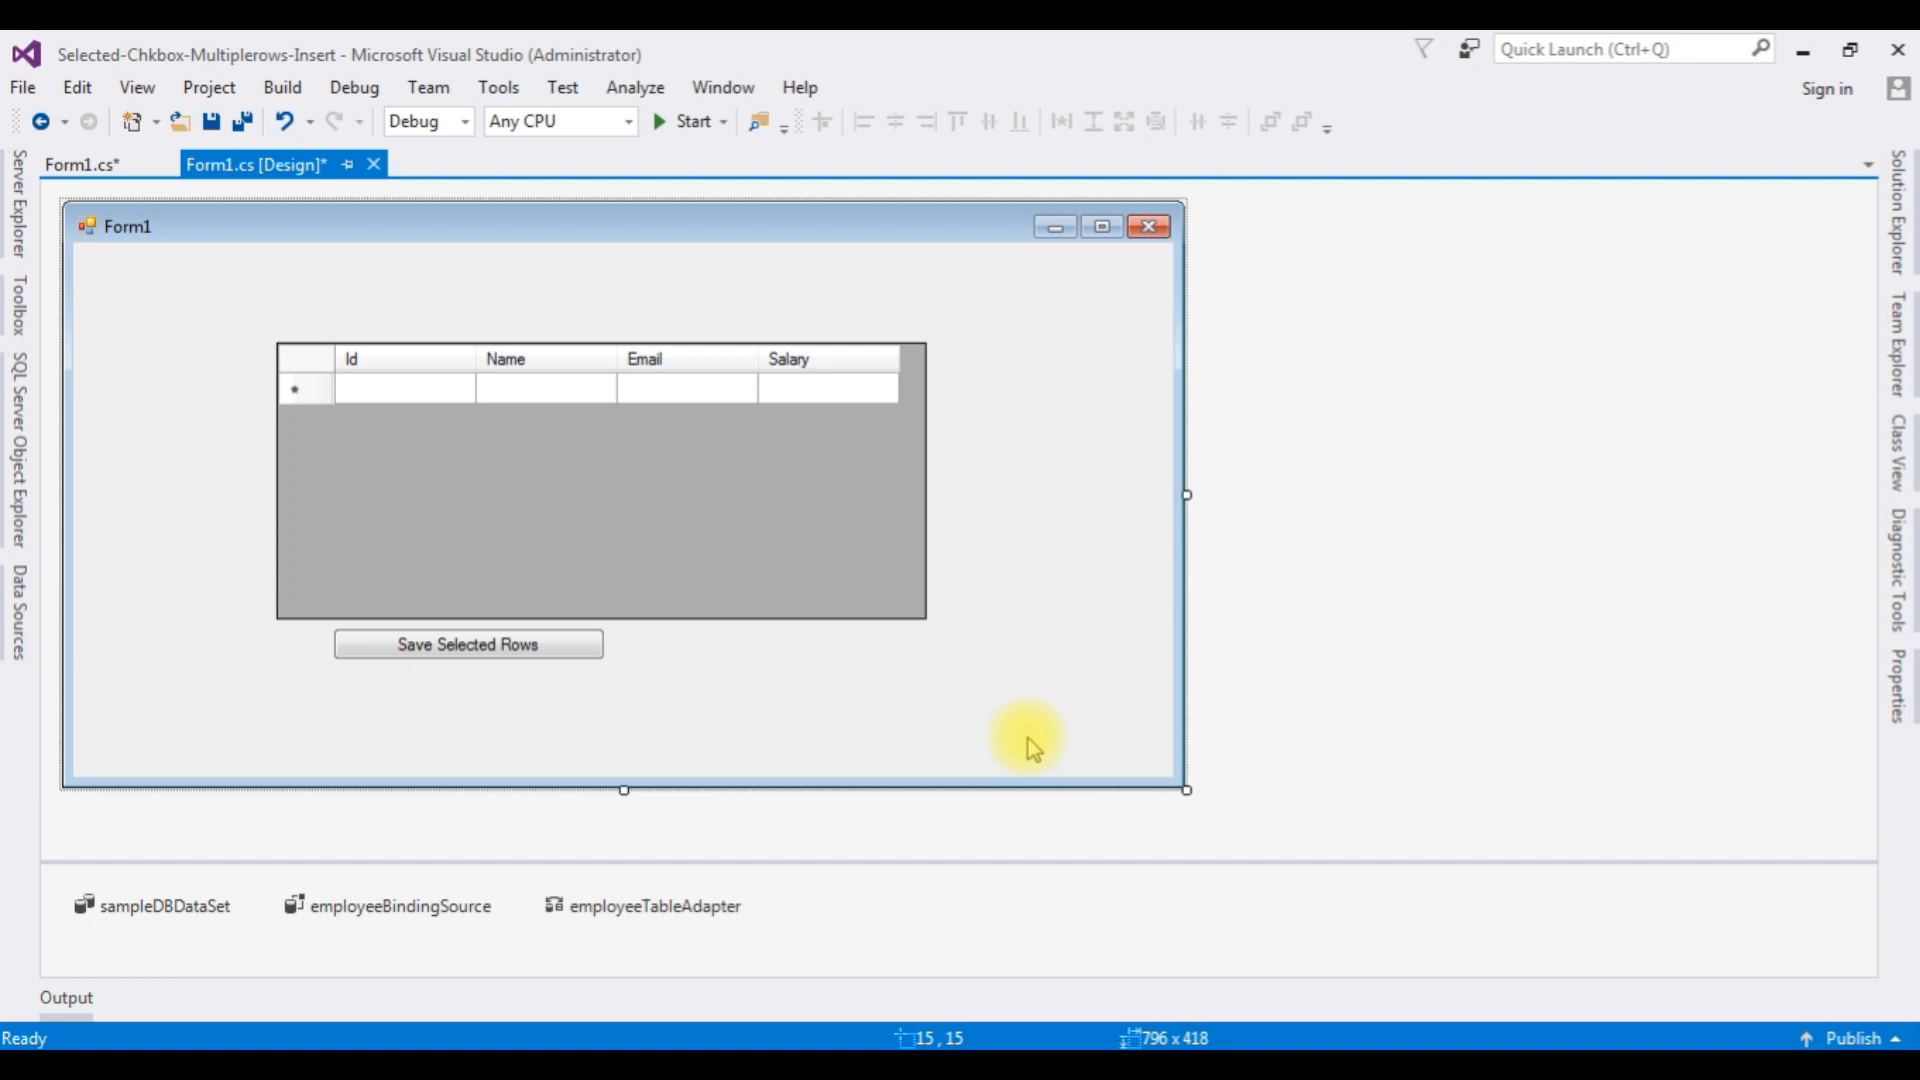 Selected-Chkbox-Multiplerows-Insert - Microsoft Visual Studio (Administrator)
Quick Launch (Ctrl+Q)
File Edit View Project Build Debug Team Tools Test Analyze Window Help
Sign in
Debug Any CPU Start
Form1.cs*
Form1.cs [Design]*
Server Explorer
Toolbox
SQL Server Object Explorer
Data Sources
Form1
Id Name Email Salary
*
Save Selected Rows
Solution Explorer
Team Explorer
Class View
Diagnostic Tools
Properties
sampleDBDataSet employeeBindingSource employeeTableAdapter
Output
Ready 15 , 15 796 x 418 Publish